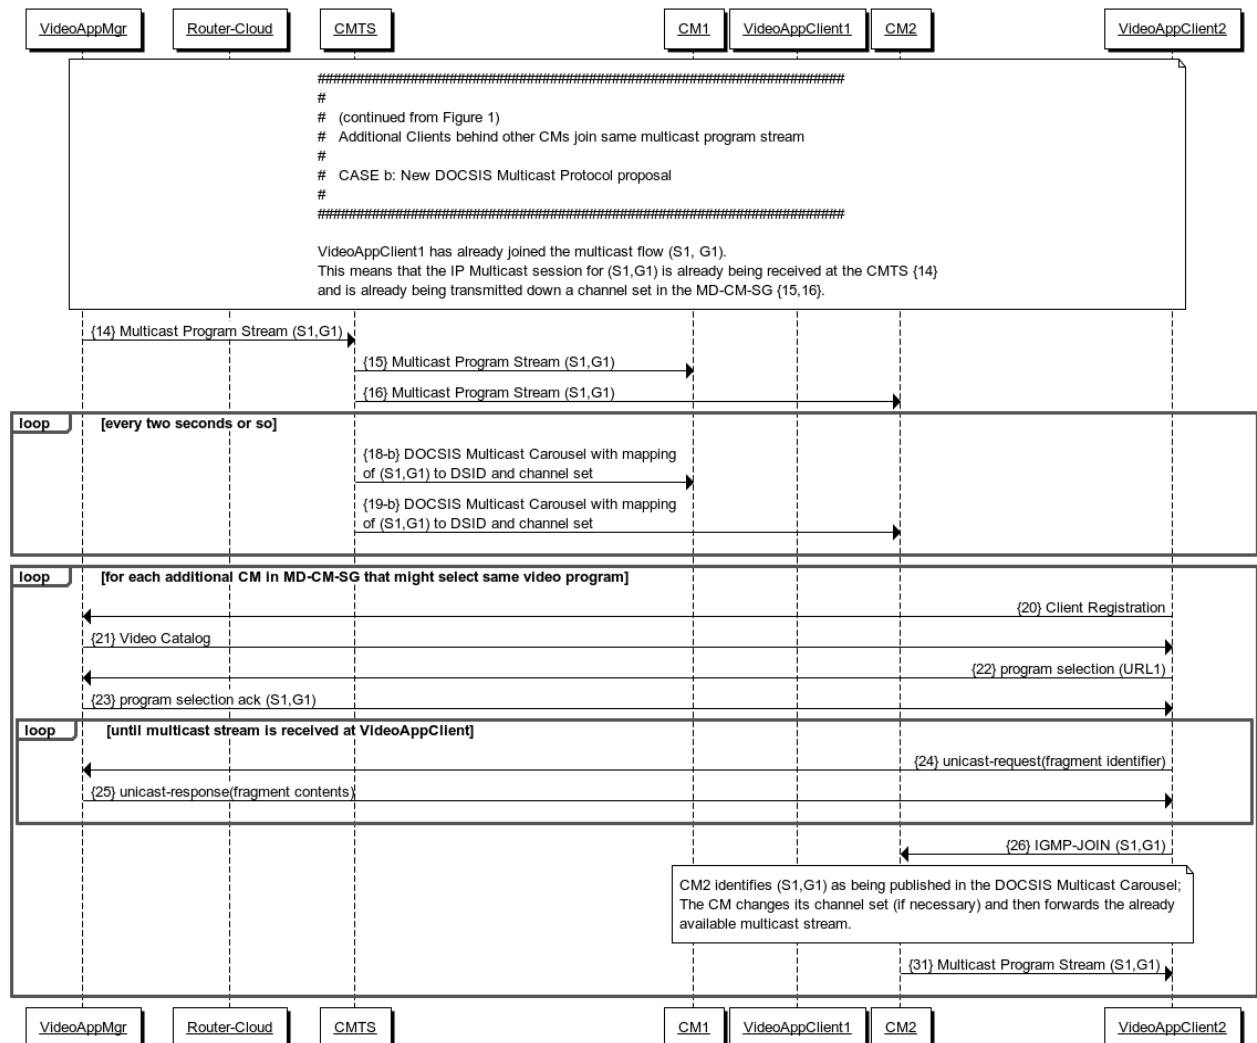 VideoAppMgr Router-Cloud CMTS CM1 VideoAppClient1 CM2 VideoAppClient2
####################################################################
#
# (continued from Figure 1)
# Additional Clients behind other CMs join same multicast program stream
#
# CASE b: New DOCSIS Multicast Protocol proposal
#
####################################################################
VideoAppClient1 has already joined the multicast flow (S1, G1).
This means that the IP Multicast session for (S1,G1) is already being received at the CMTS {14}
and is already being transmitted down a channel set in the MD-CM-SG {15,16}.
{14} Multicast Program Stream (S1,G1)
{15} Multicast Program Stream (S1,G1)
{16} Multicast Program Stream (S1,G1)
loop [every two seconds or so]
{18-b} DOCSIS Multicast Carousel with mapping
of (S1,G1) to DSID and channel set
{19-b} DOCSIS Multicast Carousel with mapping
of (S1,G1) to DSID and channel set
loop [for each additional CM in MD-CM-SG that might select same video program]
{20} Client Registration
{21} Video Catalog
{22} program selection (URL1)
{23} program selection ack (S1,G1)
loop [until multicast stream is received at VideoAppClient]
{24} unicast-request(fragment identifier)
{25} unicast-response(fragment contents)
{26} IGMP-JOIN (S1,G1)
CM2 identifies (S1,G1) as being published in the DOCSIS Multicast Carousel;
The CM changes its channel set (if necessary) and then forwards the already
available multicast stream.
{31} Multicast Program Stream (S1,G1)
VideoAppMgr Router-Cloud CMTS CM1 VideoAppClient1 CM2 VideoAppClient2